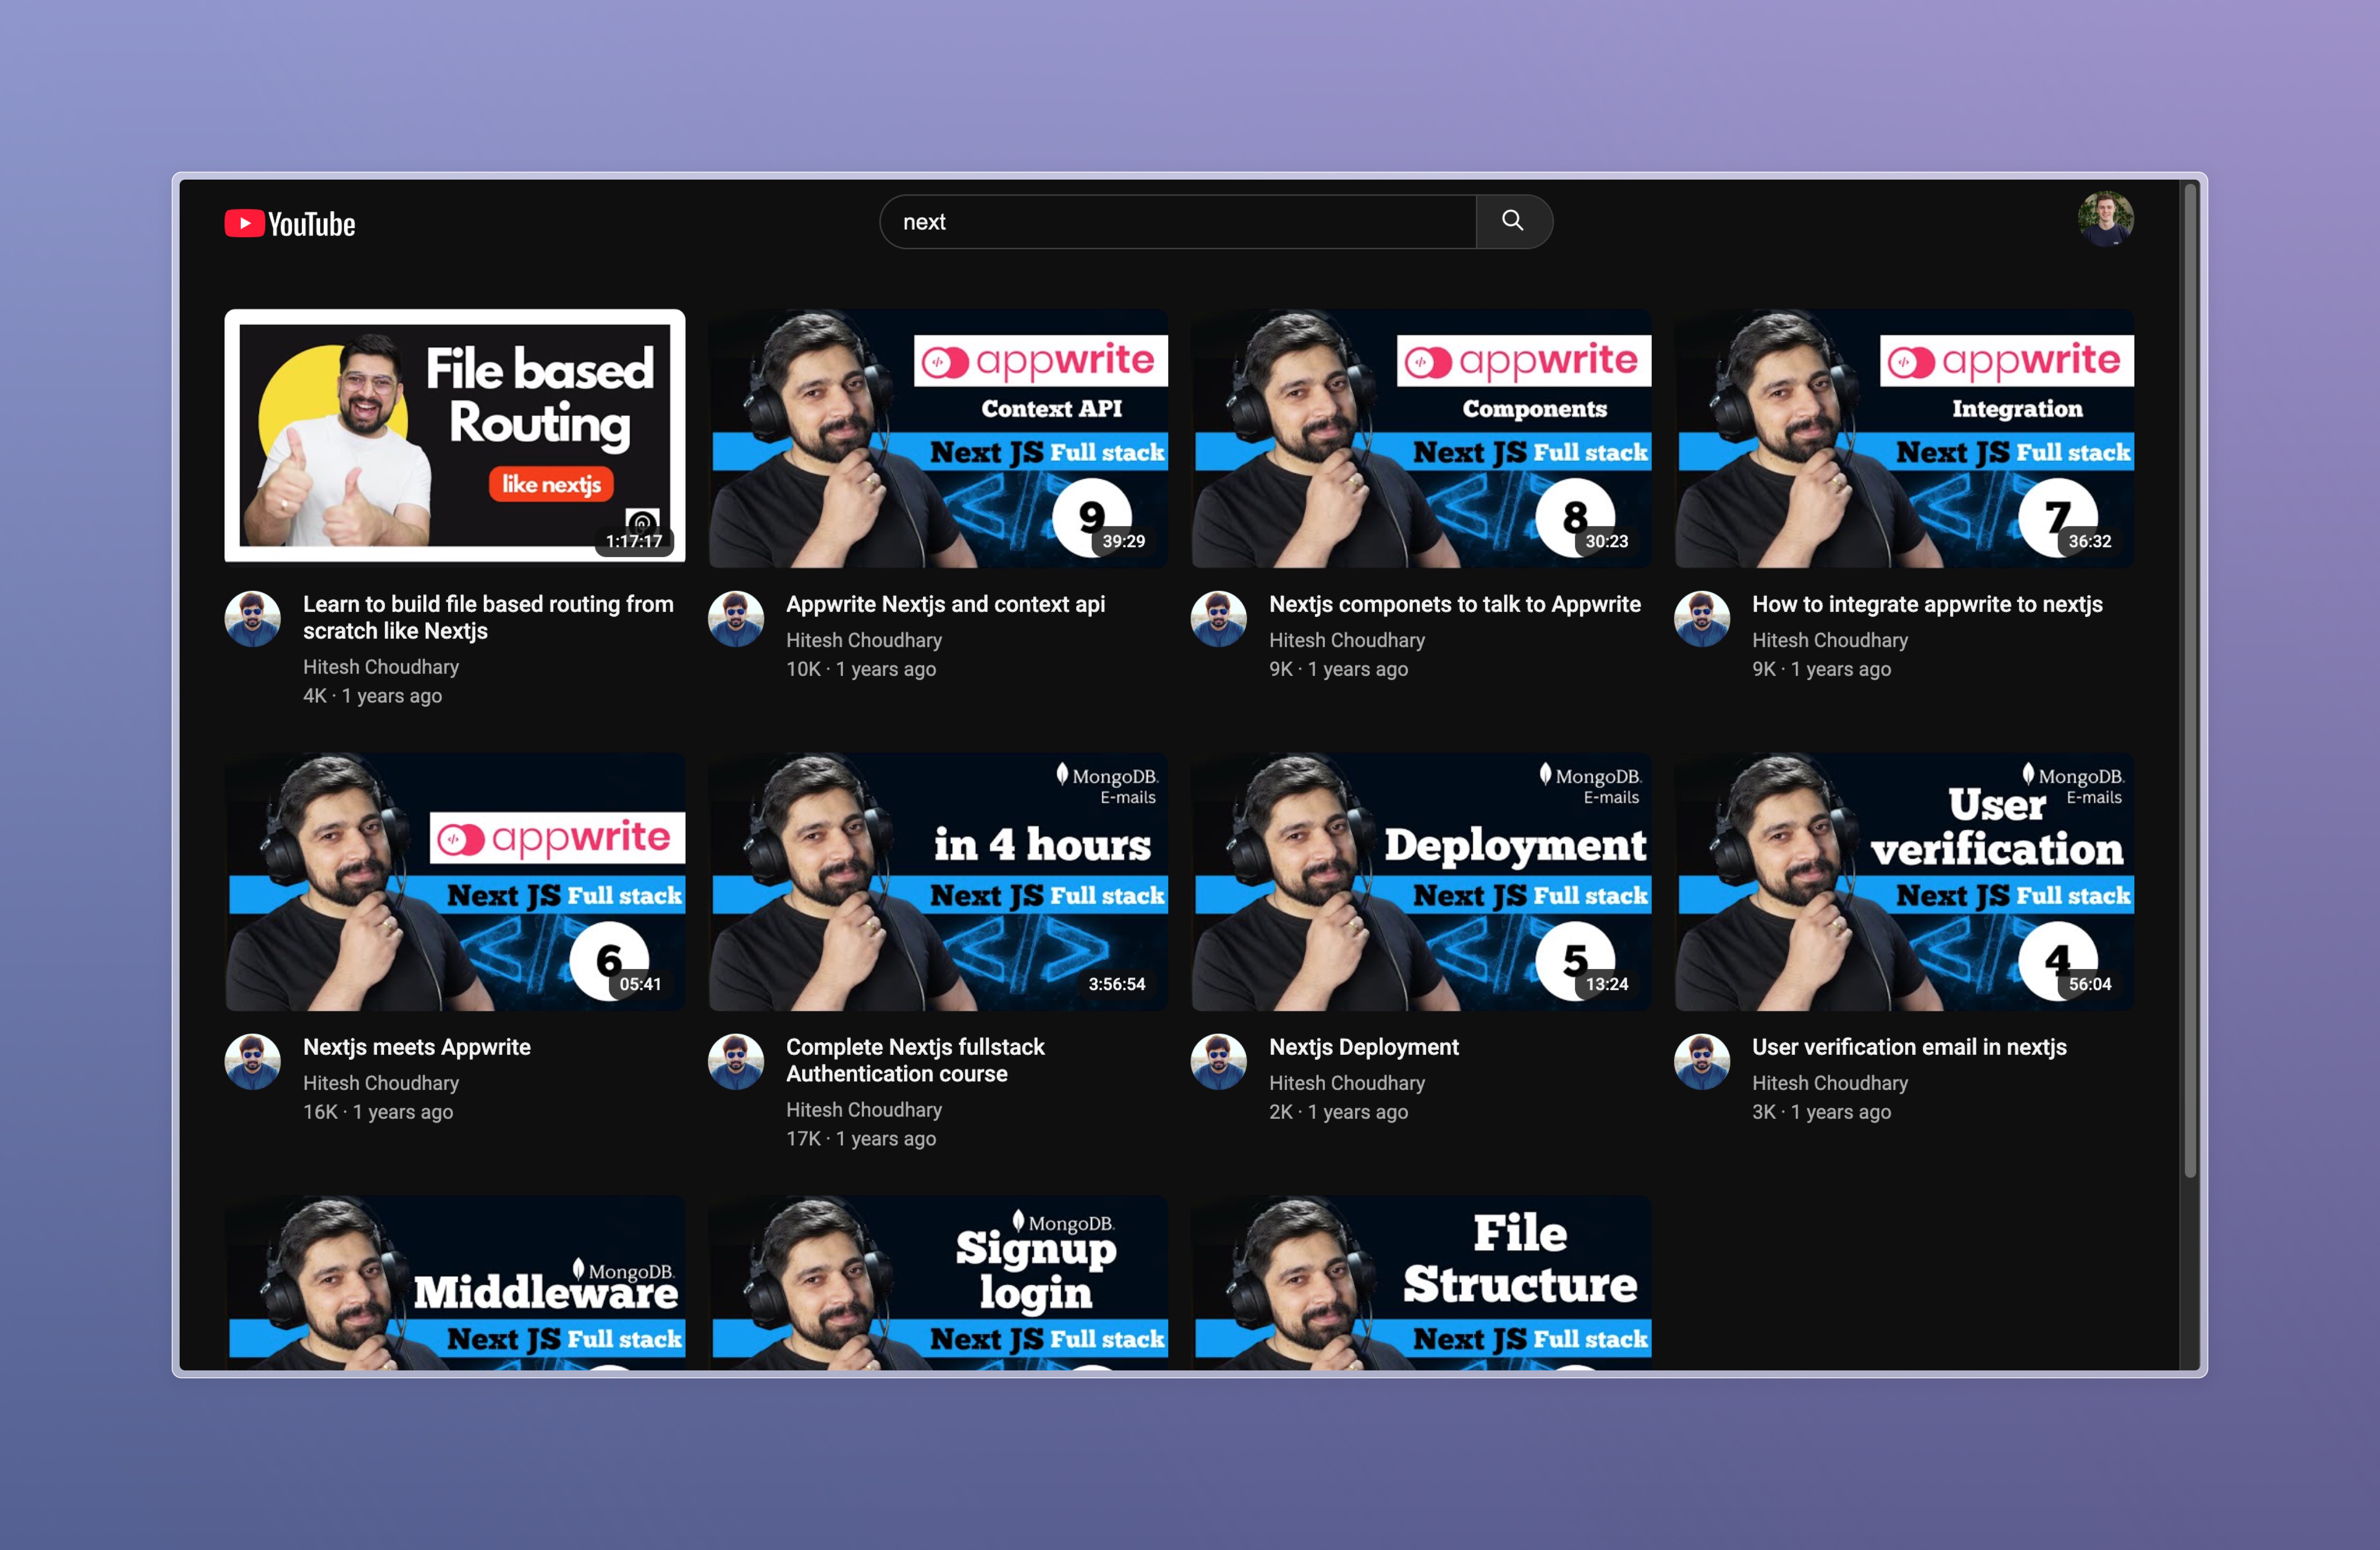 YouTube
next
File based
Routing
like nextjs
1:17:17
Learn to build file based routing from
scratch like Nextjs
Hitesh Choudhary
4K · 1 years ago
appwrite
Context API
Next JS Full stack
9
39:29
Appwrite Nextjs and context api
Hitesh Choudhary
10K · 1 years ago
appwrite
Components
Next JS Full stack
8
30:23
Nextjs componets to talk to Appwrite
Hitesh Choudhary
9K · 1 years ago
appwrite
Integration
Next JS Full stack
7
36:32
How to integrate appwrite to nextjs
Hitesh Choudhary
9K · 1 years ago
appwrite
Next JS Full stack
6
05:41
Nextjs meets Appwrite
Hitesh Choudhary
16K · 1 years ago
MongoDB.
E-mails
in 4 hours
Next JS Full stack
</>
3:56:54
Complete Nextjs fullstack
Authentication course
Hitesh Choudhary
17K · 1 years ago
MongoDB.
E-mails
Deployment
Next JS Full stack
5
13:24
Nextjs Deployment
Hitesh Choudhary
2K · 1 years ago
MongoDB.
E-mails
User
verification
Next JS Full stack
4
56:04
User verification email in nextjs
Hitesh Choudhary
3K · 1 years ago
MongoDB.
Middleware
Next JS Full stack
MongoDB.
Signup
login
Next JS Full stack
File
Structure
Next JS Full stack